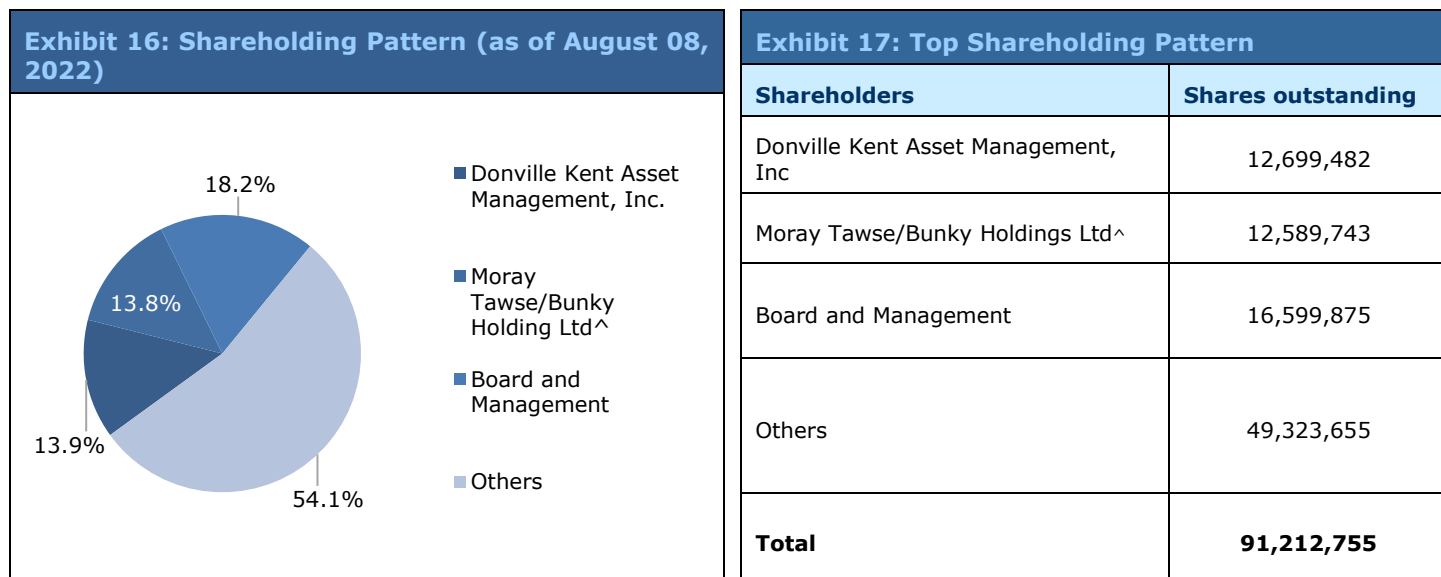 Exhibit 16: Shareholding Pattern (as of August 08,
2022)
18.2%
13.8%
13.9%
54.1%
Donville Kent Asset
Management, Inc.
Moray
Tawse/Bunky
Holding Ltd^
Board and
Management
Others
Exhibit 17: Top Shareholding Pattern
Shareholders Shares outstanding
Donville Kent Asset Management,
Inc 12,699,482
Moray Tawse/Bunky Holdings Ltd^ 12,589,743
Board and Management 16,599,875
Others 49,323,655
Total 91,212,755